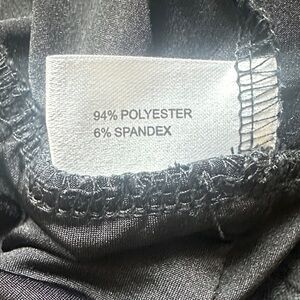 94% POLYESTER
6% SPANDEX